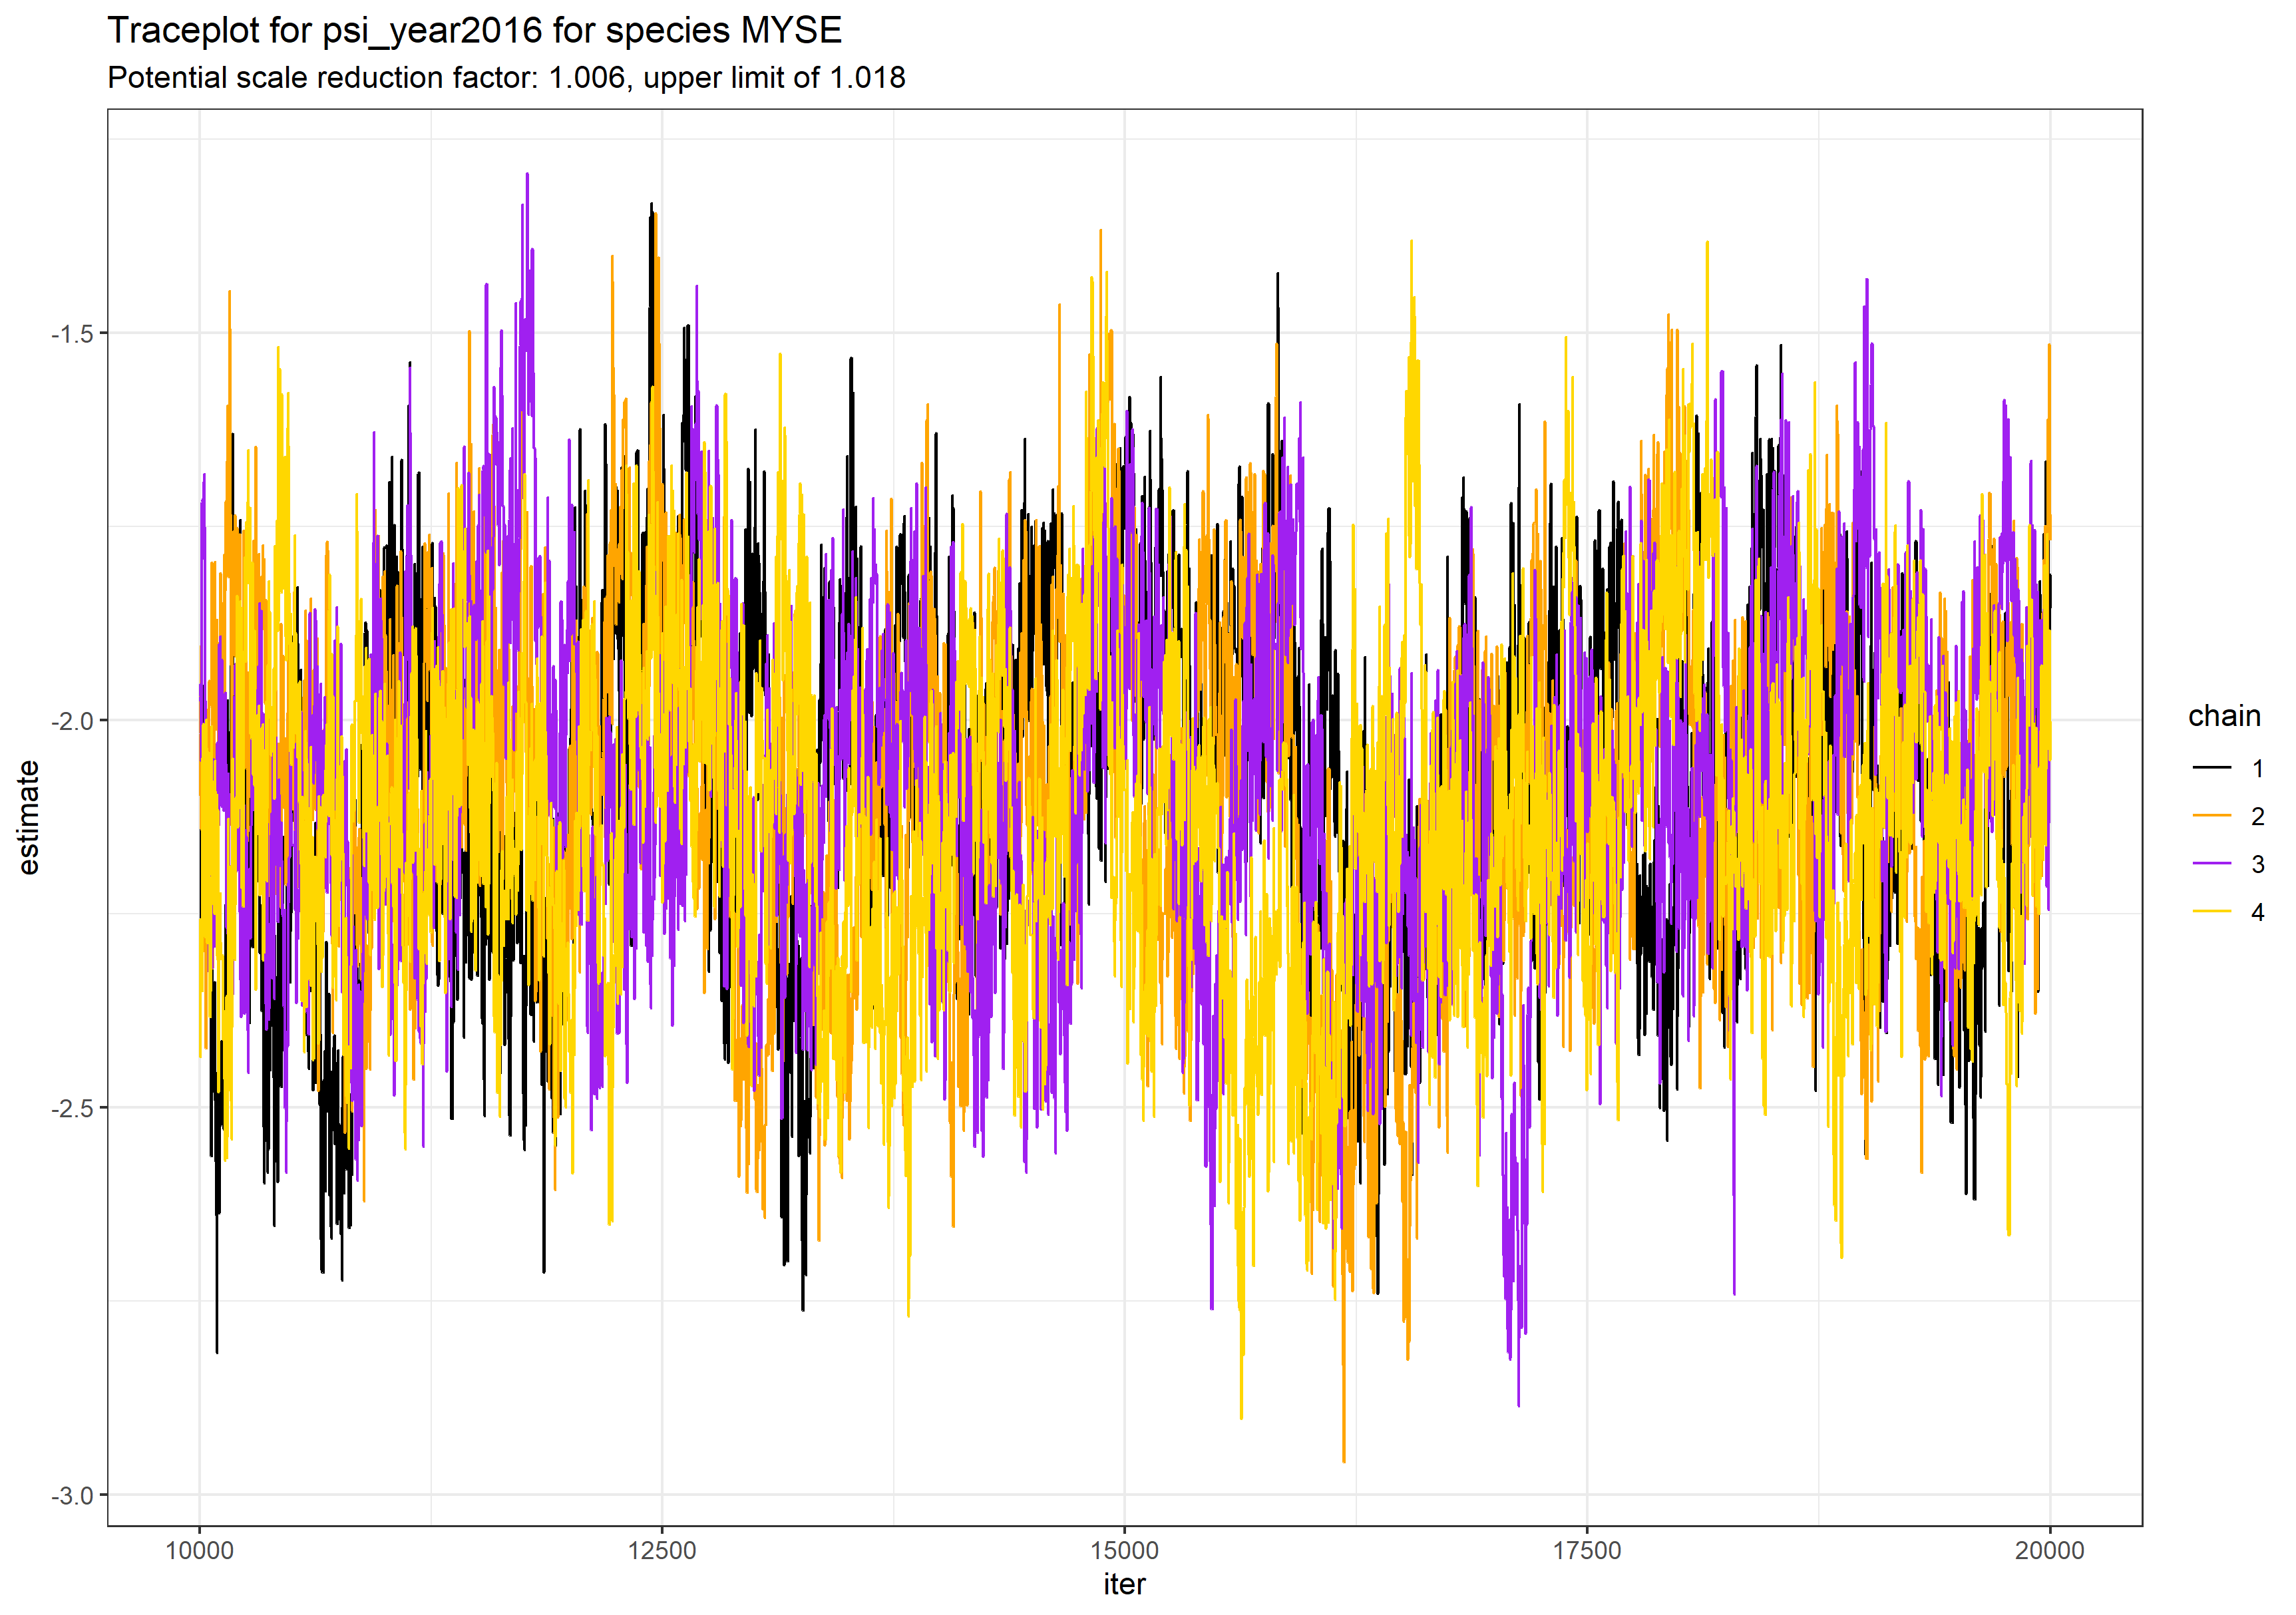 Traceplot for psi_year2016 for species MYSE
Potential scale reduction factor: 1.006, upper limit of 1.018
-1.5
-2.0
-2.5
-3.0
estimate
10000 12500 15000 17500 20000
iter
chain
1
2
3
4